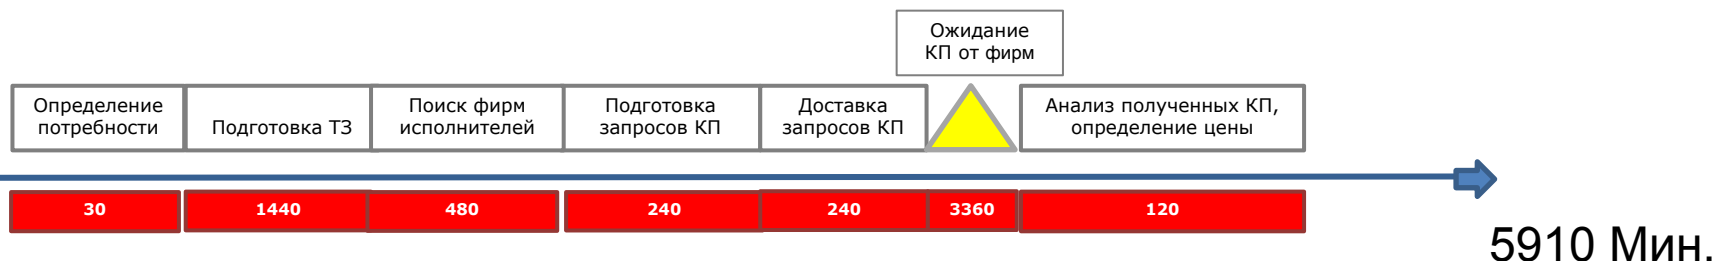 Ожидание
КП от фирм
Определение
потребности
Подготовка ТЗ
Поиск фирм
исполнителей
Подготовка
запросов КП
Доставка
запросов КП
Анализ полученных КП,
определение цены
30
1440
480
240
240
3360
120
5910 Мин.